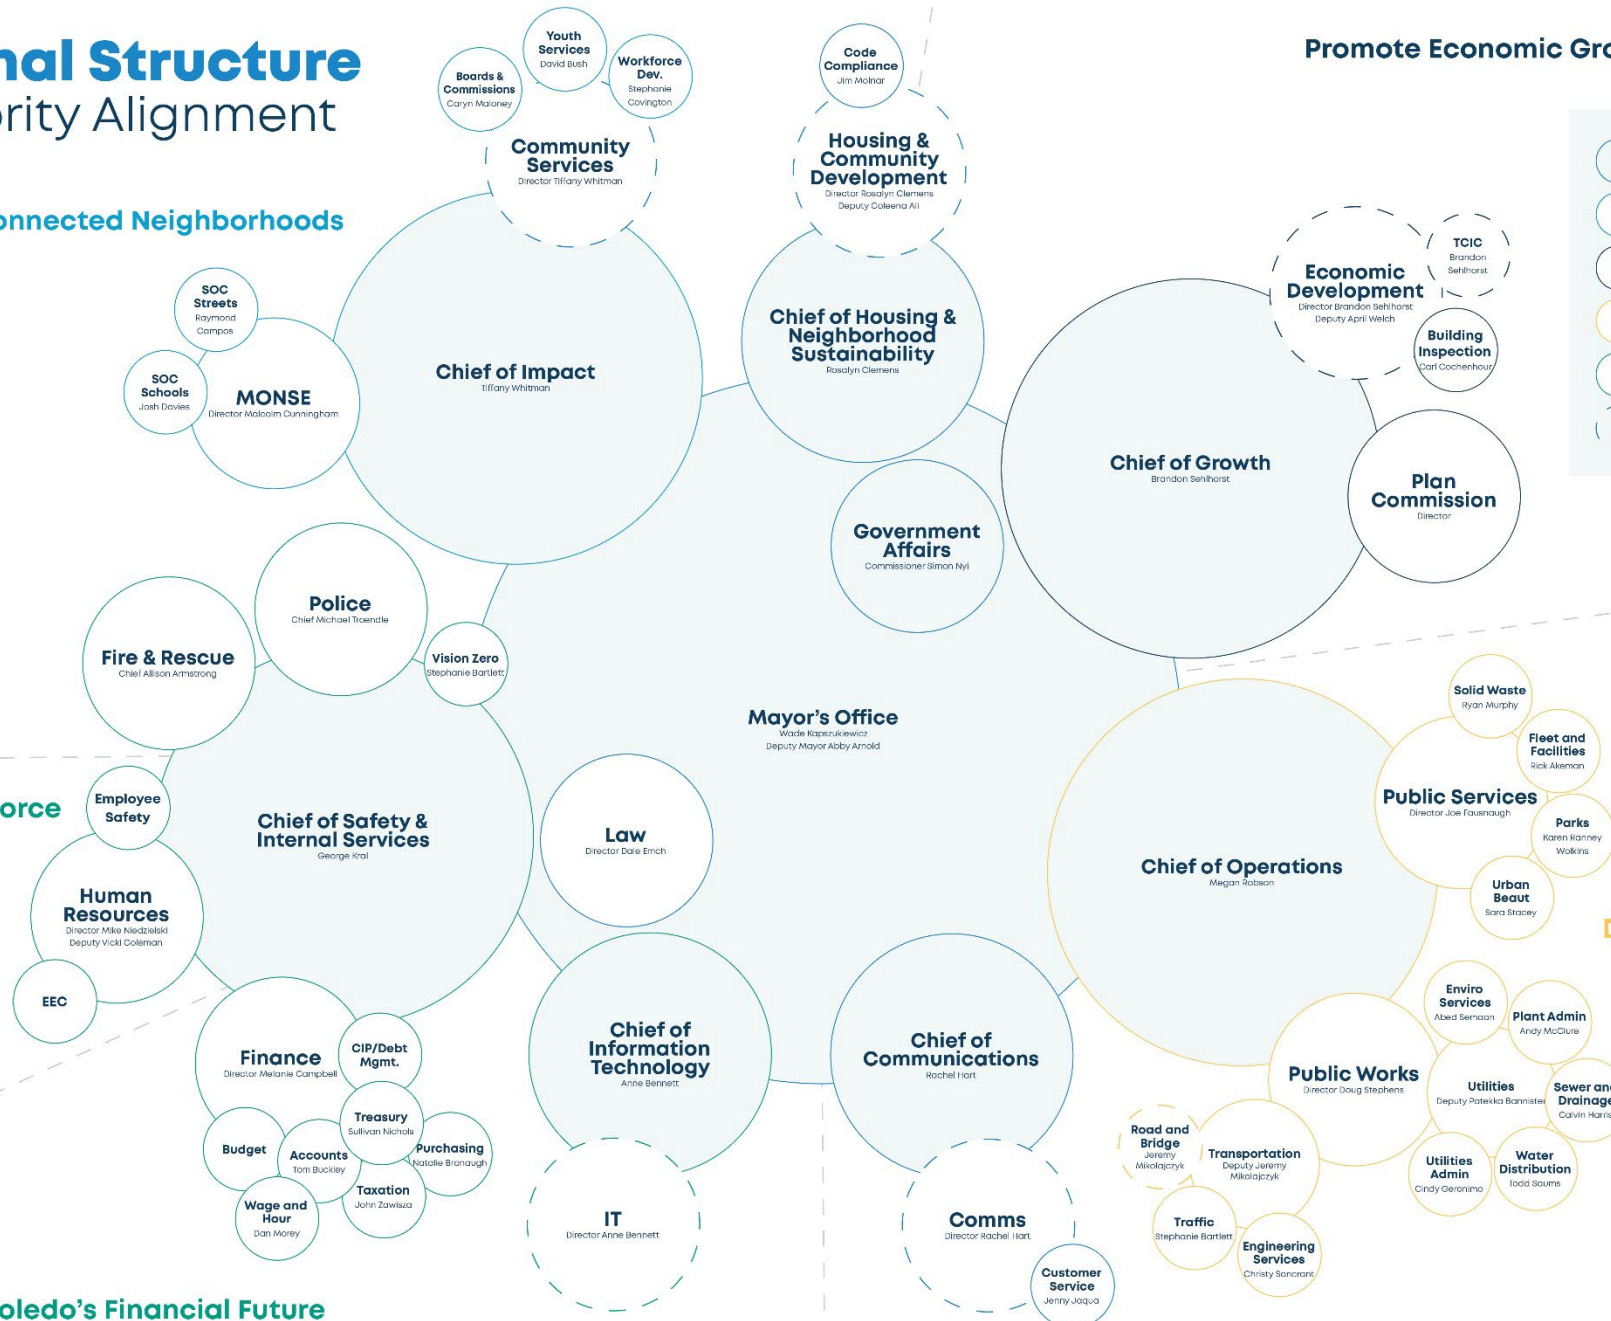 nal Structure
ority Alignment
onnected Neighborhoods
Promote Economic Gro
Boards &
Commissions
Caryn Maloney
Youth
Services
David Bush
Workforce
Dev.
Stephanie
Covington
Community
Services
Director Tiffany Whitman
Code
Compliance
Jim Molnar
Housing &
Community
Development
Director Rosalyn Clemens
Deputy Coleena Ali
SOC
Streets
Raymond
Campos
SOC
Schools
Josh Davies
MONSE
Director Malcolm Cunningham
Chief of Impact
Tiffany Whitman
Chief of Housing &
Neighborhood
Sustainability
Rosalyn Clemens
Economic
Development
Director Brandon Sehlhorst
Deputy April Welch
TCIC
Brandon
Sehlhorst
Building
Inspection
Carl Cochenhour
Chief of Growth
Brandon Sehlhorst
Plan
Commission
Director
Government
Affairs
Commissioner Simon Nyi
Police
Chief Michael Troendle
Fire & Rescue
Chief Allison Armstrong
Vision Zero
Stephanie Bartlett
Mayor's Office
Wade Kapszukiewicz
Deputy Mayor Abby Arnold
Solid Waste
Ryan Murphy
Fleet and
Facilities
Rick Akeman
Public Services
Director Joe Fausnaugh
Parks
Karen Ranney
Wolkins
Urban
Beaut
Sara Stacey
orce
Employee
Safety
Chief of Safety &
Internal Services
George Kral
Law
Director Dale Emch
Chief of Operations
Megan Robson
Human
Resources
Director Mike Niedzielski
Deputy Vicki Coleman
EEC
Finance
Director Melanie Campbell
CIP/Debt
Mgmt.
Treasury
Sullivan Nichols
Budget
Accounts
Tom Buckley
Purchasing
Natalie Bronaugh
Taxation
John Zawisza
Wage and
Hour
Dan Morey
Chief of
Information
Technology
Anne Bennett
IT
Director Anne Bennett
Chief of
Communications
Rachel Hart
Comms
Director Rachel Hart
Customer
Service
Jenny Jaqua
Enviro
Services
Abed Semaan
Plant Admin
Andy McClure
Public Works
Director Doug Stephens
Utilities
Deputy Patekka Bannister
Sewer and
Drainage
Calvin Harris
Utilities
Admin
Cindy Geronimo
Water
Distribution
Todd Saums
Road and
Bridge
Jeremy
Mikolajczyk
Transportation
Deputy Jeremy
Mikolajczyk
Traffic
Stephanie Bartlett
Engineering
Services
Christy Soncrant
oledo's Financial Future